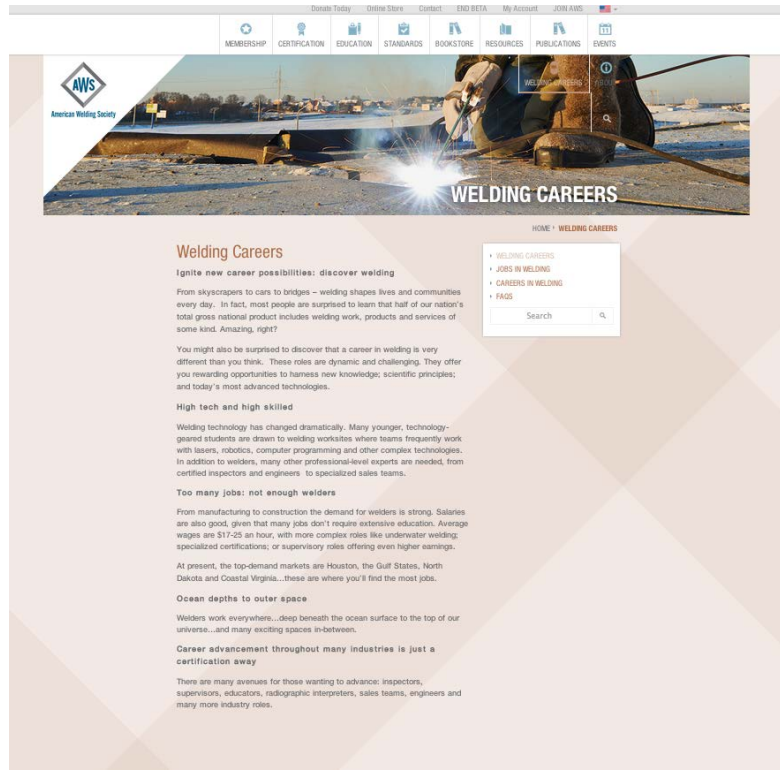 Donate Today Online Store Contact END BETA My Account JOIN AWS
MEMBERSHIP CERTIFICATION EDUCATION STANDARDS BOOKSTORE RESOURCES PUBLICATIONS EVENTS
11
AWS
American Welding Society
WELDING CAREERS
WELDING CAREERS
HOME WELDING CAREERS
Welding Careers
Ignite new career possibilities: discover welding
From skyscrapers to cars to bridges – welding shapes lives and communities
every day. In fact, most people are surprised to learn that half of our nation's
total gross national product includes welding work, products and services of
some kind. Amazing, right?
You might also be surprised to discover that a career in welding is very
different than you think. These roles are dynamic and challenging. They offer
you rewarding opportunities to harness new knowledge; scientific principles;
and today's most advanced technologies.
High tech and high skilled
Welding technology has changed dramatically. Many younger, technology-
geared students are drawn to welding worksites where teams frequently work
with lasers, robotics, computer programming and other complex technologies.
In addition to welders, many other professional-level experts are needed, from
certified inspectors and engineers to specialized sales teams.
Too many jobs: not enough welders
From manufacturing to construction the demand for welders is strong. Salaries
are also good, given that many jobs don't require extensive education. Average
wages are $17-25 an hour, with more complex roles like underwater welding;
specialized certifications; or supervisory roles offering even higher earnings.
At present, the top-demand markets are Houston, the Gulf States, North
Dakota and Coastal Virginia...these are where you'll find the most jobs.
Ocean depths to outer space
Welders work everywhere...deep beneath the ocean surface to the top of our
universe...and many exciting spaces in-between.
Career advancement throughout many industries is just a
certification away
There are many avenues for those wanting to advance: inspectors,
supervisors, educators, radiographic interpreters, sales teams, engineers and
many more industry roles.
WELDING CAREERS
JOBS IN WELDING
CAREERS IN WELDING
FAQS
Search